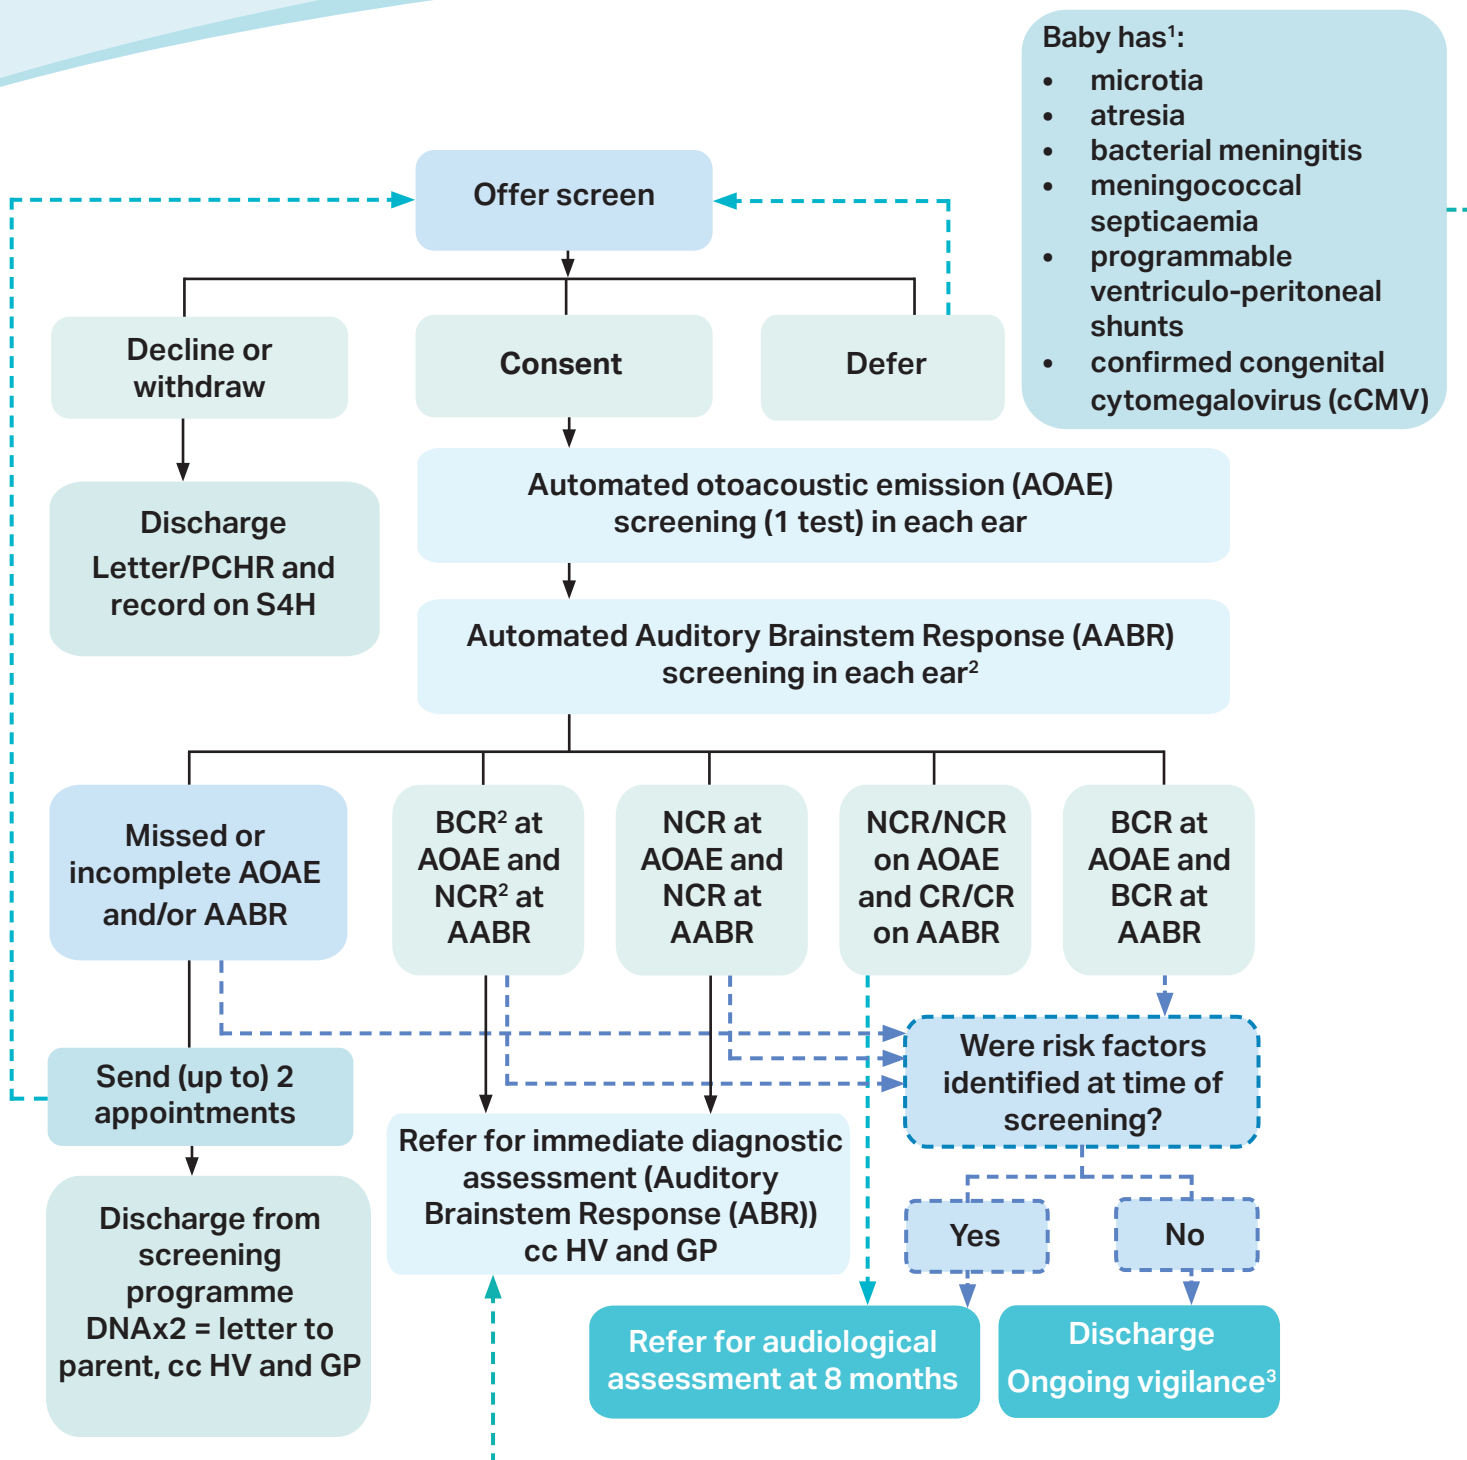 Baby has¹:
• microtia
• atresia
• bacterial meningitis
• meningococcal
septicaemia
• programmable
ventriculo-peritoneal
shunts
• confirmed congenital
cytomegalovirus (cCMV)
Offer screen
Decline or
withdraw
Consent
Defer
Discharge
Letter/PCHR and
record on S4H
Automated otoacoustic emission (AOAE)
screening (1 test) in each ear
Automated Auditory Brainstem Response (AABR)
screening in each ear²
Missed or
incomplete AOAE
and/or AABR
BCR² at
AOAE and
NCR² at
AABR
NCR at
AOAE and
NCR at
AABR
NCR/NCR
on AOAE
and CR/CR
on AABR
BCR at
AOAE and
BCR at
AABR
Send (up to) 2
appointments
Were risk factors
identified at time of
screening?
Refer for immediate diagnostic
assessment (Auditory
Brainstem Response (ABR))
cc HV and GP
Yes
No
Discharge from
screening
programme
DNAx2 = letter to
parent, cc HV and GP
Refer for audiological
assessment at 8 months
Discharge
Ongoing vigilance³